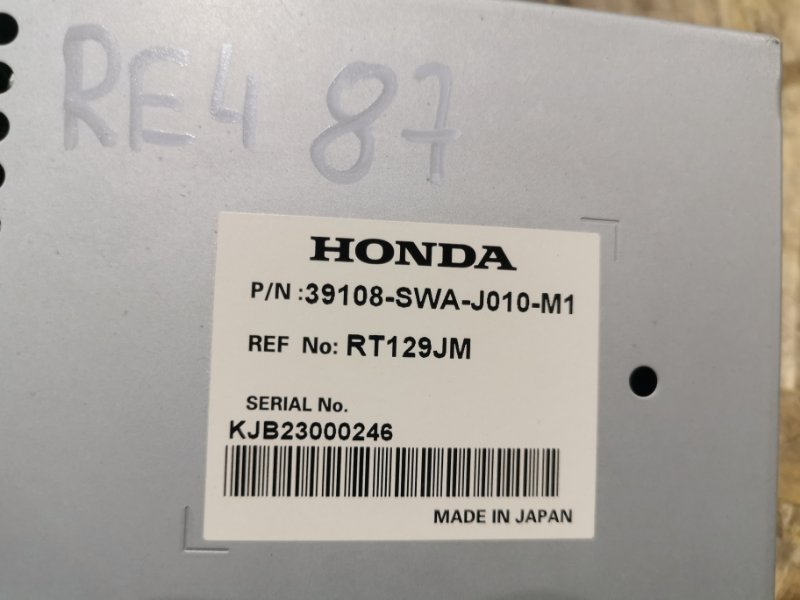 RE4 87
HONDA
P/N :39108-SWA-J010-M1
REF No: RT129JM
SERIAL No.
KJB23000246
MADE IN JAPAN